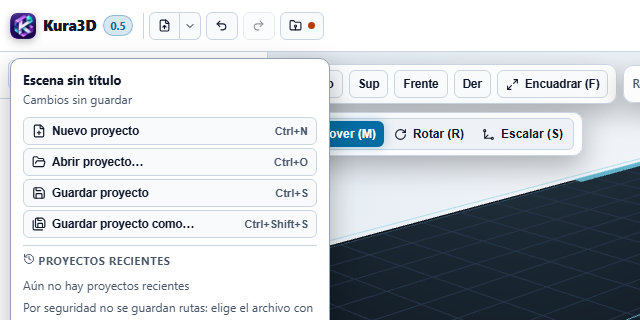 Kura3D 0.5
Escena sin título
Cambios sin guardar
Nuevo proyecto Ctrl+N
Abrir proyecto... Ctrl+O
Guardar proyecto Ctrl+S
Guardar proyecto como... Ctrl+Shift+S
PROYECTOS RECIENTES
Aún no hay proyectos recientes
Por seguridad no se guardan rutas: elige el archivo con
Sup Frente Der Encuadrar (F)
over (M) Rotar (R) Escalar (S)